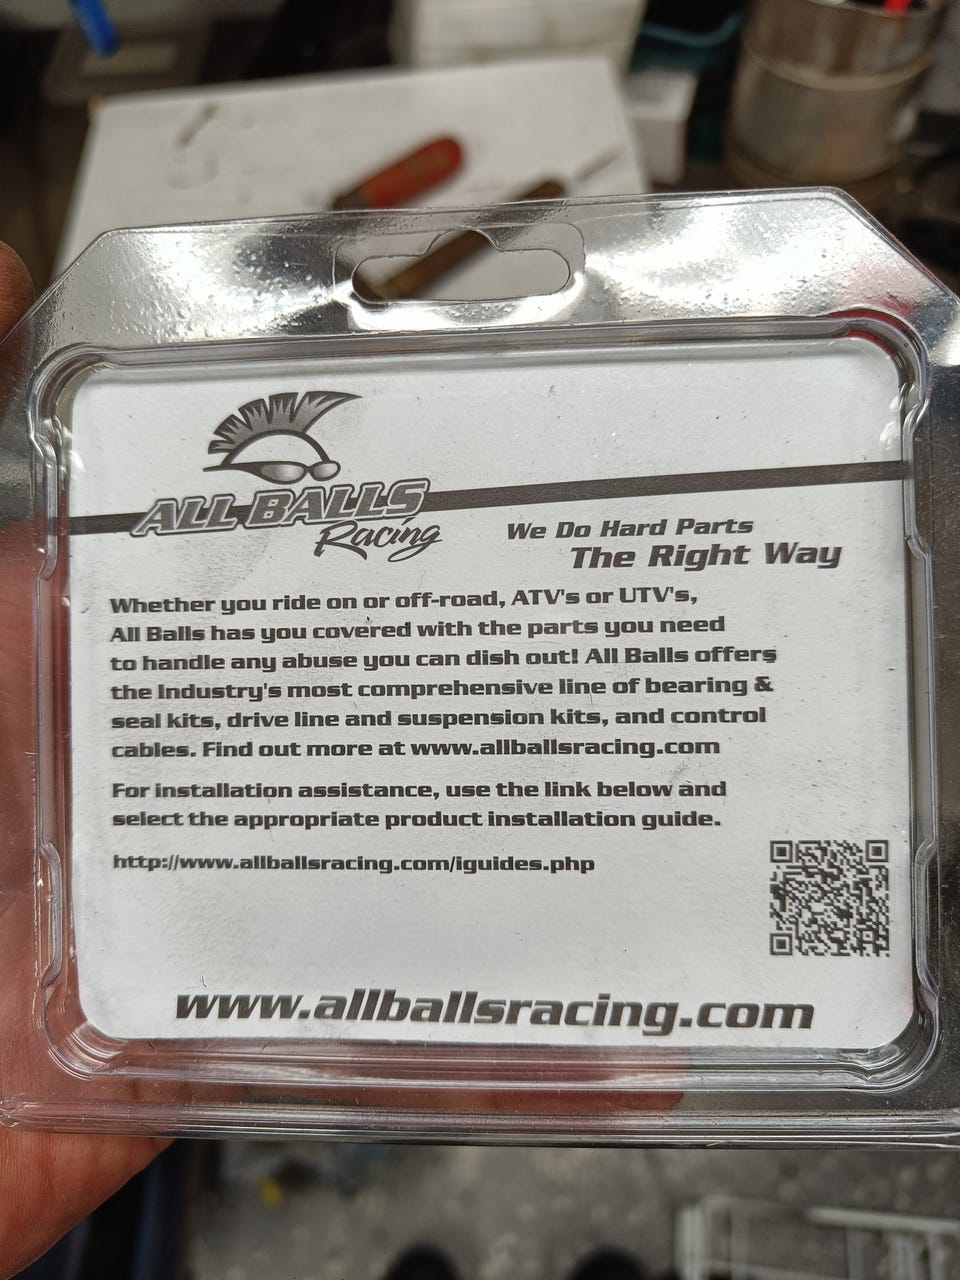 ALL BALLS
Racing
We Do Hard Parts
The Right Way
Whether you ride on or off-road, ATV's or UTV's,
All Balls has you covered with the parts you need
to handle any abuse you can dish out! All Balls offers
the Industry's most comprehensive line of bearing &
seal kits, drive line and suspension kits, and control
cables. Find out more at www.allballsracing.com
For installation assistance, use the link below and
select the appropriate product installation guide.
http://www.allballsracing.com/iguides.php
www.allballsracing.com